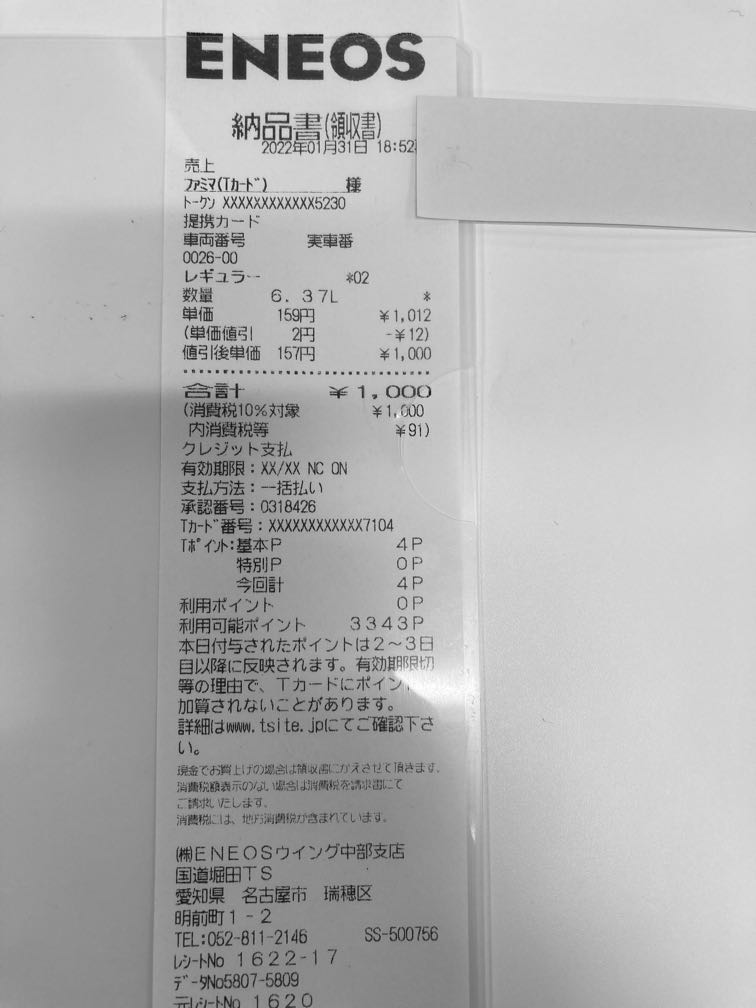 ENEOS
納品書(領収書)
2022年01月31日 18:52
売上
ファミマ(Tカード) 様
トークン XXXXXXXXXXXX5230
提携カード
車両番号 実車番
0026-00
レギュラー *02
数量 6.37L *
単価 159円 ¥1,012
(単価値引 2円 -¥12)
値引後単価 157円 ¥1,000
合計 ¥1,000
(消費税10%対象 ¥1,000
内消費税等 ¥91)
クレジット支払
有効期限:XX/XX NC ON
支払方法:一括払い
承認番号:0318426
Tカード番号:XXXXXXXXXXXX7104
Tポイント:基本P 4P
特別P 0P
今回計 4P
利用ポイント 0P
利用可能ポイント 3343P
本日付与されたポイントは2〜3日
目以降に反映されます。有効期限切
等の理由で、Tカードにポイン
加算されないことがあります。
詳細はwww.tsite.jpにてご確認下さ
い。
現金でお買上げの場合は領収書にかえさせて頂きます。
消費税額表示のない場合は消費税を請求書にて
ご請求いたします。
消費税には、地方消費税が含まれています。
(株)ENEOSウイング中部支店
国道堀田TS
愛知県 名古屋市 瑞穂区
明前町1-2
TEL:052-811-2146 SS-500756
レシートNo 1622-17
データNo5807-5809
元レシートNo 1620